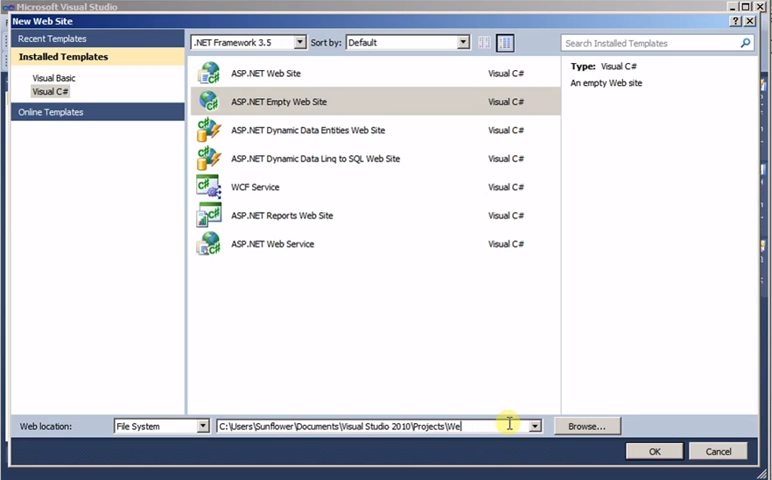 Microsoft Visual Studio
New Web Site
Recent Templates
.NET Framework 3.5
Sort by:
Default
Search Installed Templates
Installed Templates
Visual Basic
Visual C#
Online Templates
ASP.NET Web Site Visual C#
ASP.NET Empty Web Site Visual C#
ASP.NET Dynamic Data Entities Web Site Visual C#
ASP.NET Dynamic Data Linq to SQL Web Site Visual C#
WCF Service Visual C#
ASP.NET Reports Web Site Visual C#
ASP.NET Web Service Visual C#
Type: Visual C#
An empty Web site
Web location:
File System
C:\Users\Sunflower\Documents\Visual Studio 2010\Projects\We
Browse...
OK
Cancel